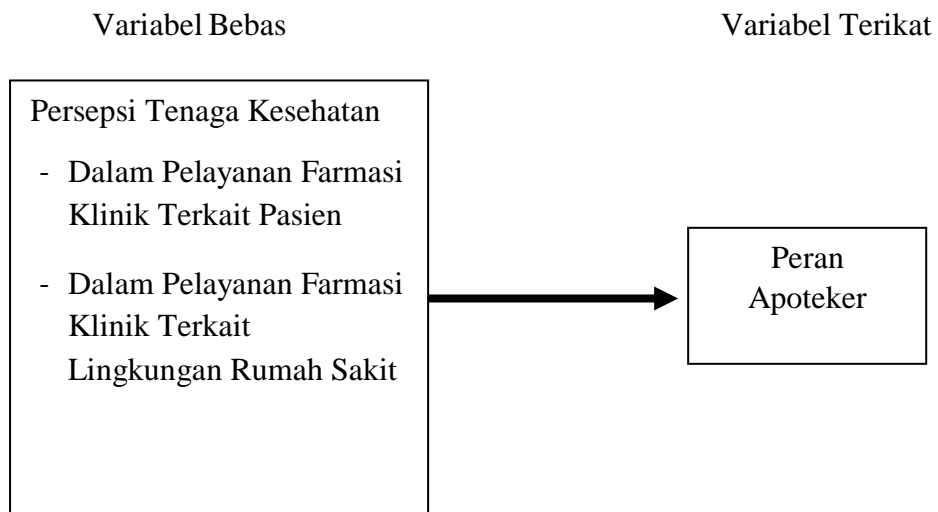 Variabel Bebas
Variabel Terikat
Persepsi Tenaga Kesehatan
- Dalam Pelayanan Farmasi
Klinik Terkait Pasien
- Dalam Pelayanan Farmasi
Klinik Terkait
Lingkungan Rumah Sakit
Peran
Apoteker